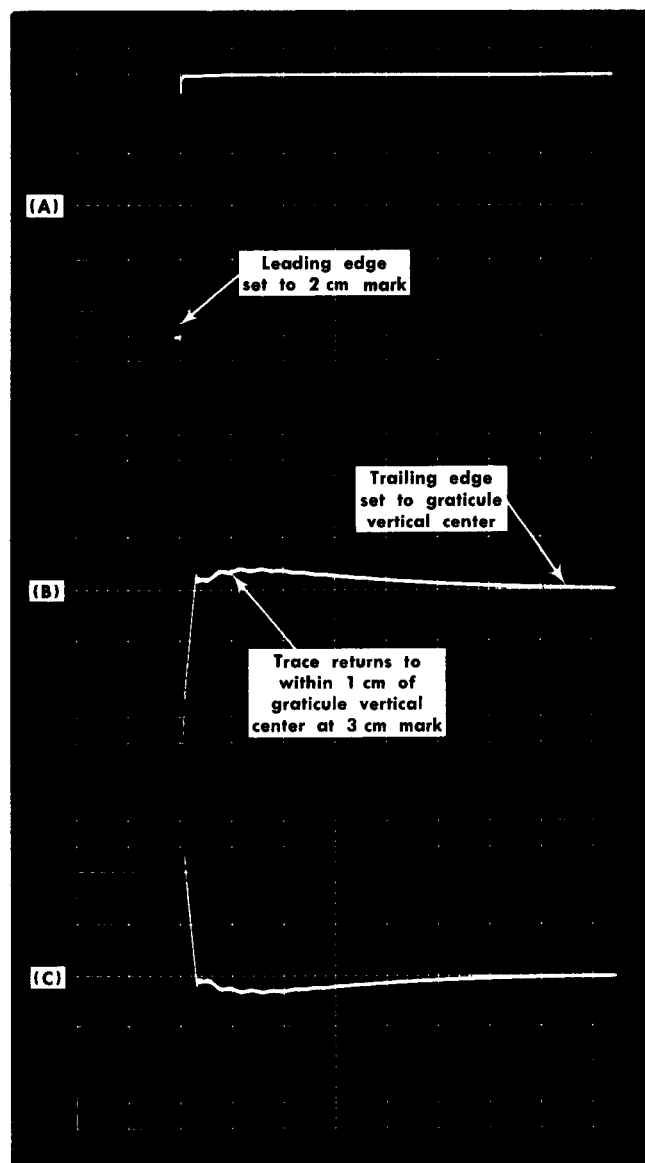 (A)
Leading edge
set to 2 cm mark
Trailing edge
set to graticule
vertical center
(B)
Trace returns to
within 1 cm of
graticule vertical
center at 3 cm mark
(C)